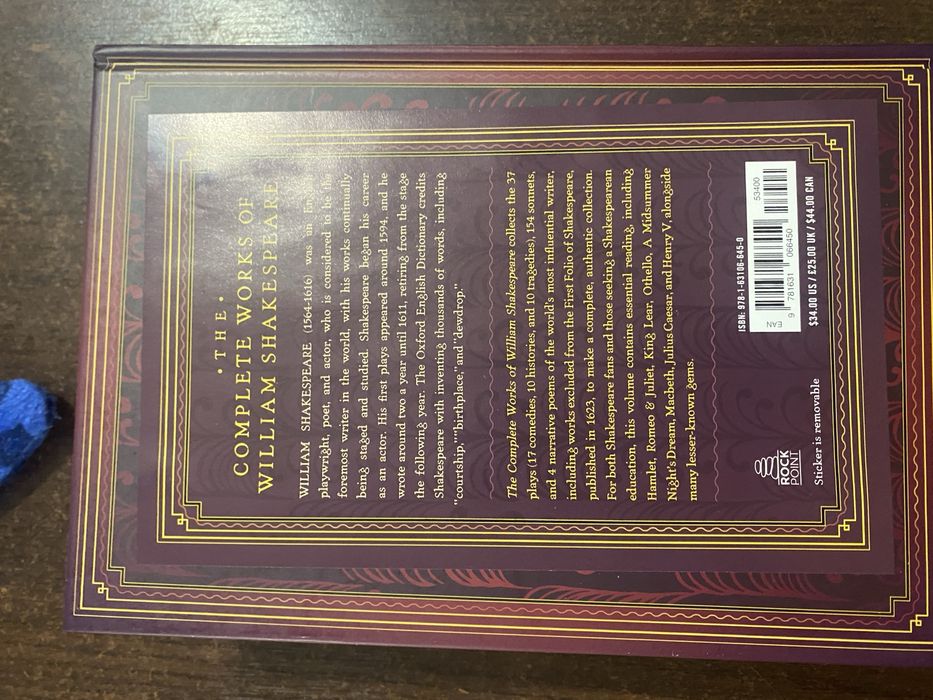 • THE •
COMPLETE WORKS OF
WILLIAM SHAKESPEARE
WILLIAM SHAKESPEARE (1564-1616) was an English
playwright, poet, and actor, who is considered to be the
foremost writer in the world, with his works continually
being staged and studied. Shakespeare began his career
as an actor. His first plays appeared around 1594, and he
wrote around two a year until 1611, retiring from the stage
the following year. The Oxford English Dictionary credits
Shakespeare with inventing thousands of words, including
"courtship," "birthplace," and "dewdrop."
The Complete Works of William Shakespeare collects the 37
plays (17 comedies, 10 histories, and 10 tragedies), 154 sonnets,
and 4 narrative poems of the world's most influential writer,
including works excluded from the First Folio of Shakespeare,
published in 1623, to make a complete, authentic collection.
For both Shakespeare fans and those seeking a Shakespearean
education, this volume contains essential reading, including
Hamlet, Romeo & Juliet, King Lear, Othello, A Midsummer
Night's Dream, Macbeth, Julius Caesar, and Henry V, alongside
many lesser-known gems.
ROCK
POINT
Sticker is removable
ISBN: 978-1-63106-645-0
EAN
53400
9 781631 066450
$34.00 US / £25.00 UK / $44.00 CAN